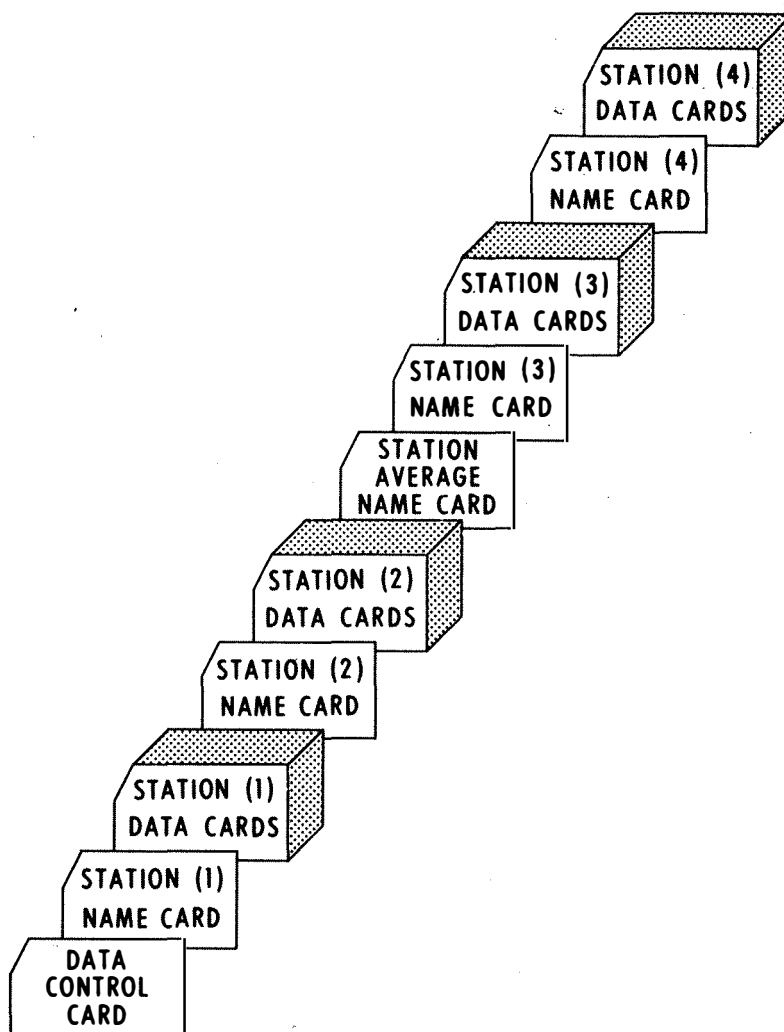 STATION (4)
DATA CARDS
STATION (4)
NAME CARD
STATION (3)
DATA CARDS
STATION (3)
NAME CARD
STATION
AVERAGE
NAME CARD
STATION (2)
DATA CARDS
STATION (2)
NAME CARD
STATION (1)
DATA CARDS
STATION (1)
NAME CARD
DATA
CONTROL
CARD